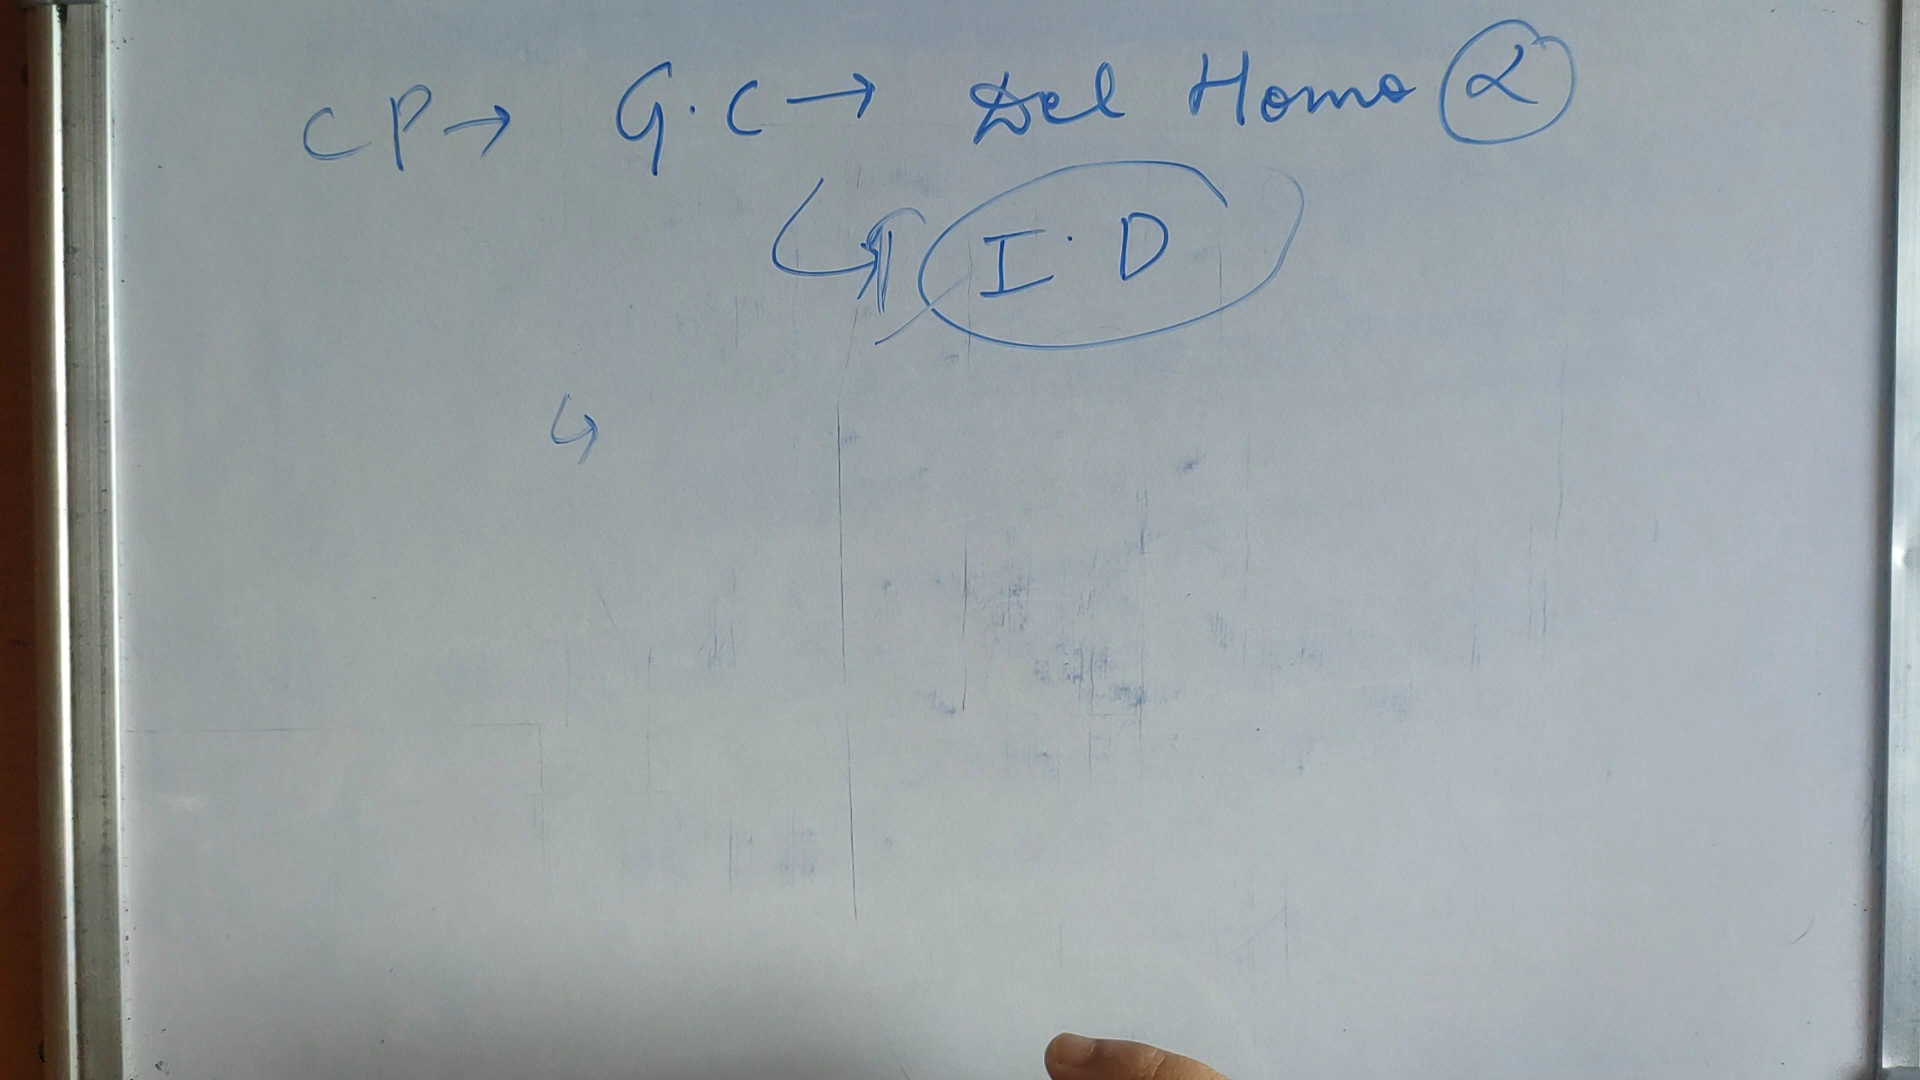 CP → G.C → Del Homo α
↳ I.D
↳